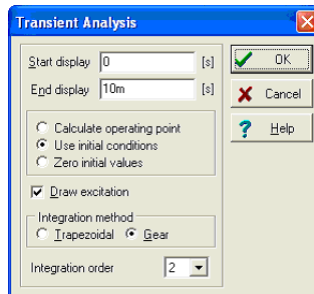 Transient Analysis
Start display 0 [s]
End display 10m [s]
Calculate operating point
Use initial conditions
Zero initial values
Draw excitation
Integration method
Trapezoidal Gear
Integration order 2
OK
Cancel
? Help